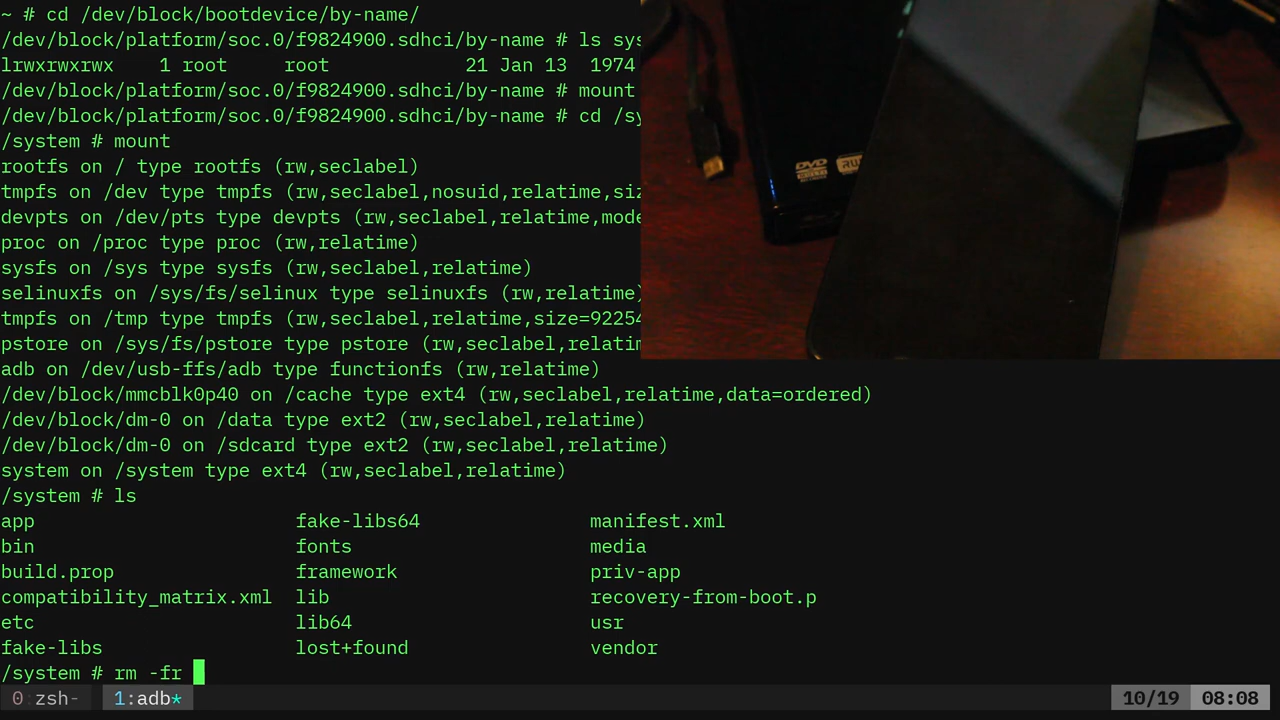 ~ # cd /dev/block/bootdevice/by-name/
/dev/block/platform/soc.0/f9824900.sdhci/by-name # ls sys
lrwxrwxrwx    1 root     root            21 Jan 13  1974
/dev/block/platform/soc.0/f9824900.sdhci/by-name # mount
/dev/block/platform/soc.0/f9824900.sdhci/by-name # cd /sy
/system # mount
rootfs on / type rootfs (rw,seclabel)
tmpfs on /dev type tmpfs (rw,seclabel,nosuid,relatime,siz
devpts on /dev/pts type devpts (rw,seclabel,relatime,mode
proc on /proc type proc (rw,relatime)
sysfs on /sys type sysfs (rw,seclabel,relatime)
selinuxfs on /sys/fs/selinux type selinuxfs (rw,relatime)
tmpfs on /tmp type tmpfs (rw,seclabel,relatime,size=92254
pstore on /sys/fs/pstore type pstore (rw,seclabel,relatim
adb on /dev/usb-ffs/adb type functionfs (rw,relatime)
/dev/block/mmcblk0p40 on /cache type ext4 (rw,seclabel,relatime,data=ordered)
/dev/block/dm-0 on /data type ext2 (rw,seclabel,relatime)
/dev/block/dm-0 on /sdcard type ext2 (rw,seclabel,relatime)
system on /system type ext4 (rw,seclabel,relatime)
/system # ls
app                       fake-libs64               manifest.xml
bin                       fonts                     media
build.prop                framework                 priv-app
compatibility_matrix.xml  lib                       recovery-from-boot.p
etc                       lib64                     usr
fake-libs                 lost+found                vendor
/system # rm -fr
0:zsh-  1:adb*  10/19  08:08
DVD